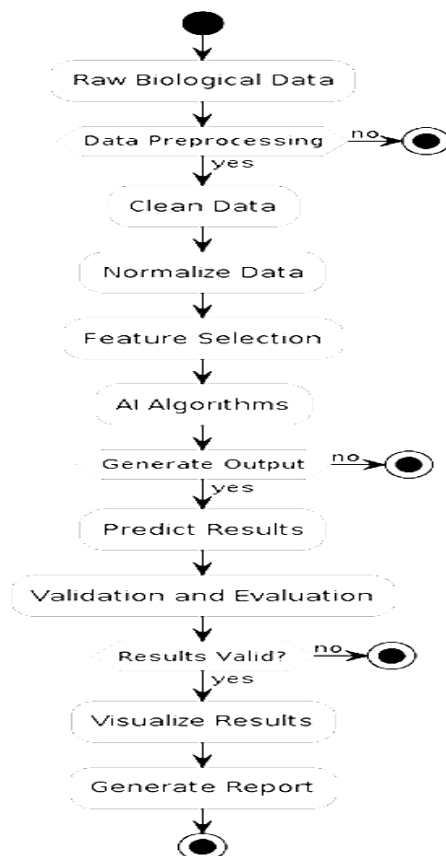 Raw Biological Data
Data Preprocessing
no
yes
Clean Data
Normalize Data
Feature Selection
AI Algorithms
Generate Output
no
yes
Predict Results
Validation and Evaluation
Results Valid?
no
yes
Visualize Results
Generate Report